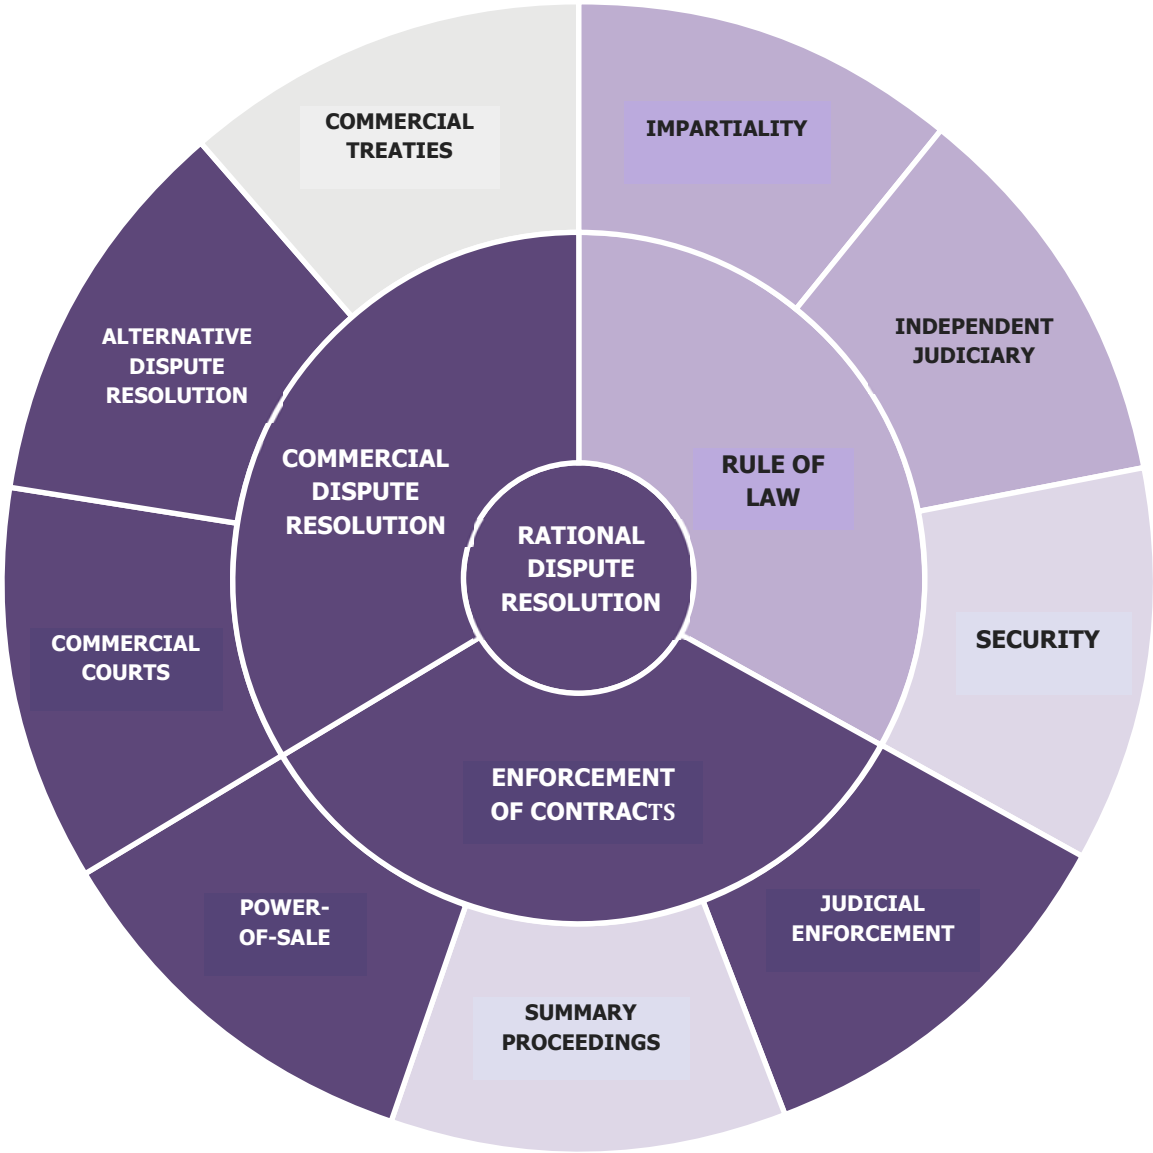 COMMERCIAL
TREATIES
IMPARTIALITY
ALTERNATIVE
DISPUTE
RESOLUTION
INDEPENDENT
JUDICIARY
COMMERCIAL
DISPUTE
RESOLUTION
RULE OF
LAW
RATIONAL
DISPUTE
RESOLUTION
COMMERCIAL
COURTS
SECURITY
ENFORCEMENT
OF CONTRACTS
POWER-
OF-SALE
JUDICIAL
ENFORCEMENT
SUMMARY
PROCEEDINGS